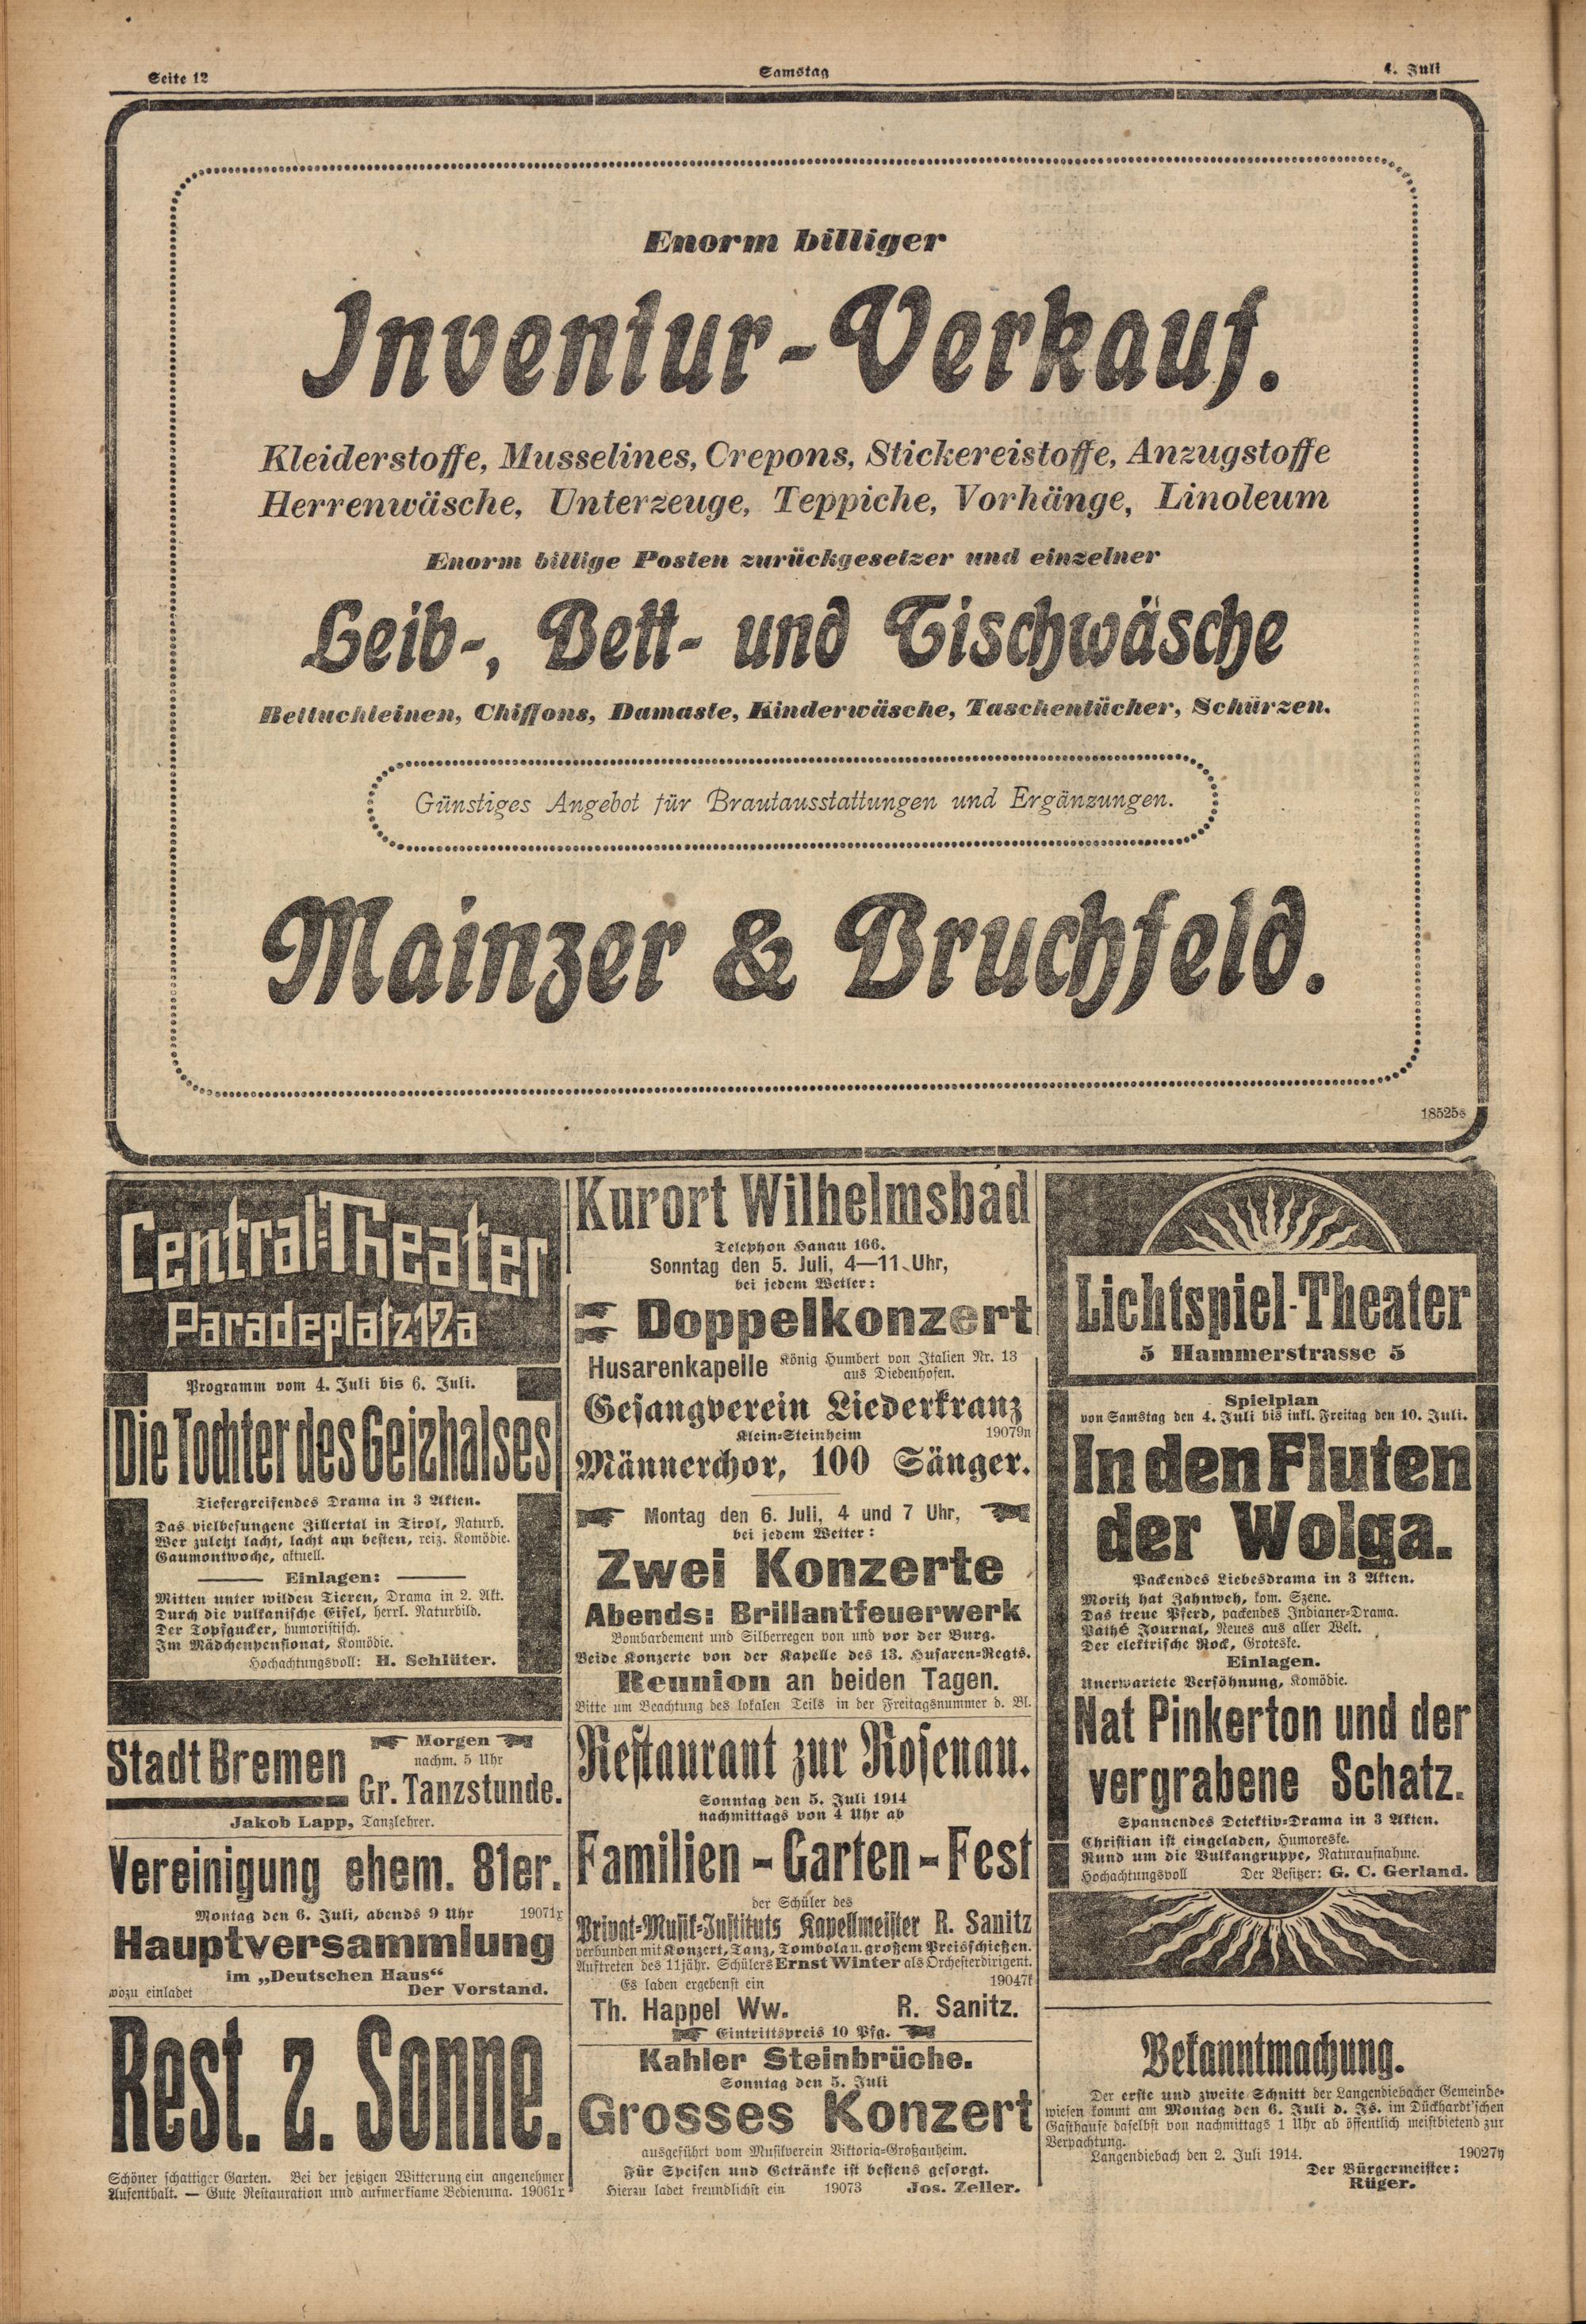 Seite 12
Samstag
4. Juli
Enorm billiger
Inventur-Verkauf.
Kleiderstoffe, Musselines, Crepons, Stickereistoffe, Anzugstoffe
Herrenwäsche, Unterzeuge, Teppiche, Vorhänge, Linoleum
Enorm billige Posten zurückgesetzer und einzelner
Leib-, Bett- und Tischwäsche
Bettuchleinen, Chiffons, Damaste, Kinderwäsche, Taschentücher, Schürzen.
Günstiges Angebot für Brautausstattungen und Ergänzungen.
Mainzer & Bruchfeld.
18525s
Central-Theater
Paradeplatz 12a
Programm vom 4. Juli bis 6. Juli.
Die Tochter des Geizhalses
Tiefergreifendes Drama in 3 Akten.
Das vielbesungene Zillertal in Tirol, Naturb.
Wer zuletzt lacht, lacht am besten, reiz. Komödie.
Gaumontwoche, aktuell.
Einlagen:
Mitten unter wilden Tieren, Drama in 2. Akt.
Durch die vulkanische Eifel, herrl. Naturbild.
Der Topfgucker, humoristisch.
Im Mädchenpensionat, Komödie.
Hochachtungsvoll: H. Schlüter.
Stadt Bremen
Morgen
nachm. 5 Uhr
Gr. Tanzstunde.
Jakob Lapp, Tanzlehrer.
Vereinigung ehem. 81er.
Montag den 6. Juli, abends 9 Uhr 19071x
Hauptversammlung
im „Deutschen Haus“
wozu einladet Der Vorstand.
Rest. z. Sonne.
Schöner schattiger Garten. Bei der jetzigen Witterung ein angenehmer
Aufenthalt. — Gute Restauration und aufmerksame Bedienung. 19061x
Kurort Wilhelmsbad
Telephon Hanau 166.
Sonntag den 5. Juli, 4—11 Uhr,
bei jedem Wetter:
Doppelkonzert
Husarenkapelle König Humbert von Italien Nr. 13
aus Diedenhofen.
Gesangverein Liederkranz
Klein-Steinheim 19079n
Männerchor, 100 Sänger.
Montag den 6. Juli, 4 und 7 Uhr,
bei jedem Wetter:
Zwei Konzerte
Abends: Brillantfeuerwerk
Bombardement und Silberregen von und vor der Burg.
Beide Konzerte von der Kapelle des 13. Husaren-Regts.
Reunion an beiden Tagen.
Bitte um Beachtung des lokalen Teils in der Freitagsnummer d. Bl.
Restaurant zur Rosenau.
Sonntag den 5. Juli 1914
nachmittags von 4 Uhr ab
Familien-Garten-Fest
der Schüler des
Privat-Musik-Instituts Kapellmeister R. Sanitz
verbunden mit Konzert, Tanz, Tombola u. großem Preisschießen.
Auftreten des 11jähr. Schülers Ernst Winter als Orchesterdirigent.
Es laden ergebenst ein 19047f
Th. Happel Ww. R. Sanitz.
Eintrittspreis 10 Pfg.
Kahler Steinbrüche.
Sonntag den 5. Juli
Grosses Konzert
ausgeführt vom Musikverein Viktoria-Großauheim.
Für Speisen und Getränke ist bestens gesorgt.
Hierzu ladet freundlichst ein 19073 Jos. Zeller.
Lichtspiel-Theater
5 Hammerstrasse 5
Spielplan
von Samstag den 4. Juli bis inkl. Freitag den 10. Juli.
In den Fluten
der Wolga.
Packendes Liebesdrama in 3 Akten.
Moritz hat Zahnweh, kom. Szene.
Das treue Pferd, packendes Indianer-Drama.
Pathé Journal, Neues aus aller Welt.
Der elektrische Rock, Groteske.
Einlagen.
Unerwartete Versöhnung, Komödie.
Nat Pinkerton und der
vergrabene Schatz.
Spannendes Detektiv-Drama in 3 Akten.
Christian ist eingeladen, Humoreske.
Rund um die Vulkangruppe, Naturaufnahme.
Hochachtungsvoll Der Besitzer: G. C. Gerland.
Bekanntmachung.
Der erste und zweite Schnitt der Langendiebacher Gemeinde-
wiesen kommt am Montag den 6. Juli d. Js. im Dückhardt'schen
Gasthause daselbst von nachmittags 1 Uhr ab öffentlich meistbietend zur
Verpachtung.
Langendiebach den 2. Juli 1914. 19027y
Der Bürgermeister:
Rüger.